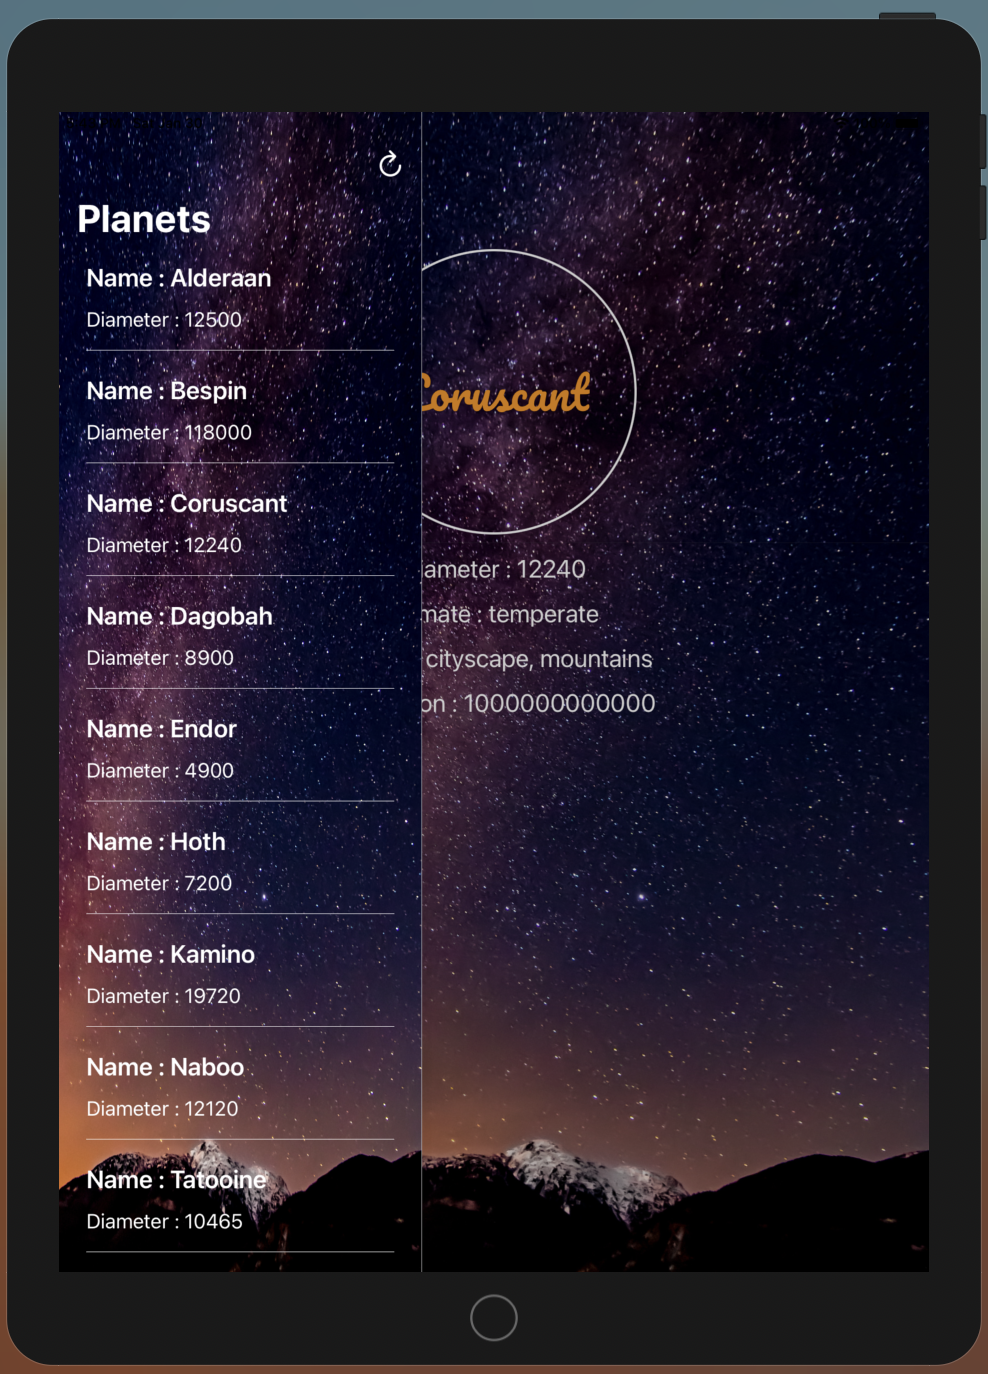 Planets
Name : Alderaan
Diameter : 12500
Name : Bespin
Diameter : 118000
Name : Coruscant
Diameter : 12240
Name : Dagobah
Diameter : 8900
Name : Endor
Diameter : 4900
Name : Hoth
Diameter : 7200
Name : Kamino
Diameter : 19720
Name : Naboo
Diameter : 12120
Name : Tatooine
Diameter : 10465
Coruscant
ameter : 12240
mate : temperate
cityscape, mountains
on : 1000000000000